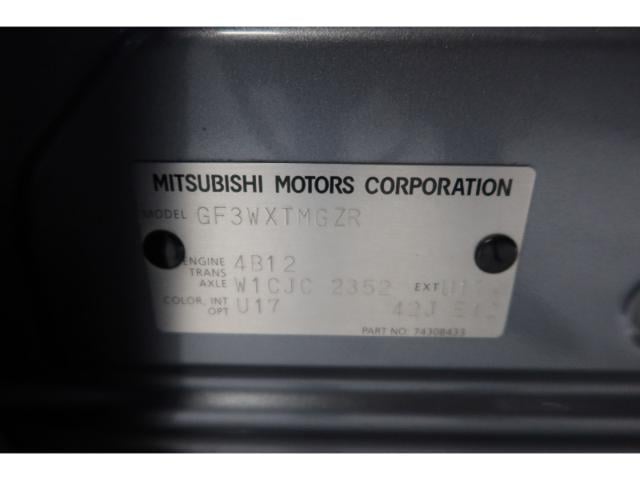 MITSUBISHI MOTORS CORPORATION
MODEL GF3WXTMGZR
ENGINE 4B12
TRANS
AXLE W1CJC 2352 EXT
COLOR, INT U17 42J
OPT
PART NO. 7430B433